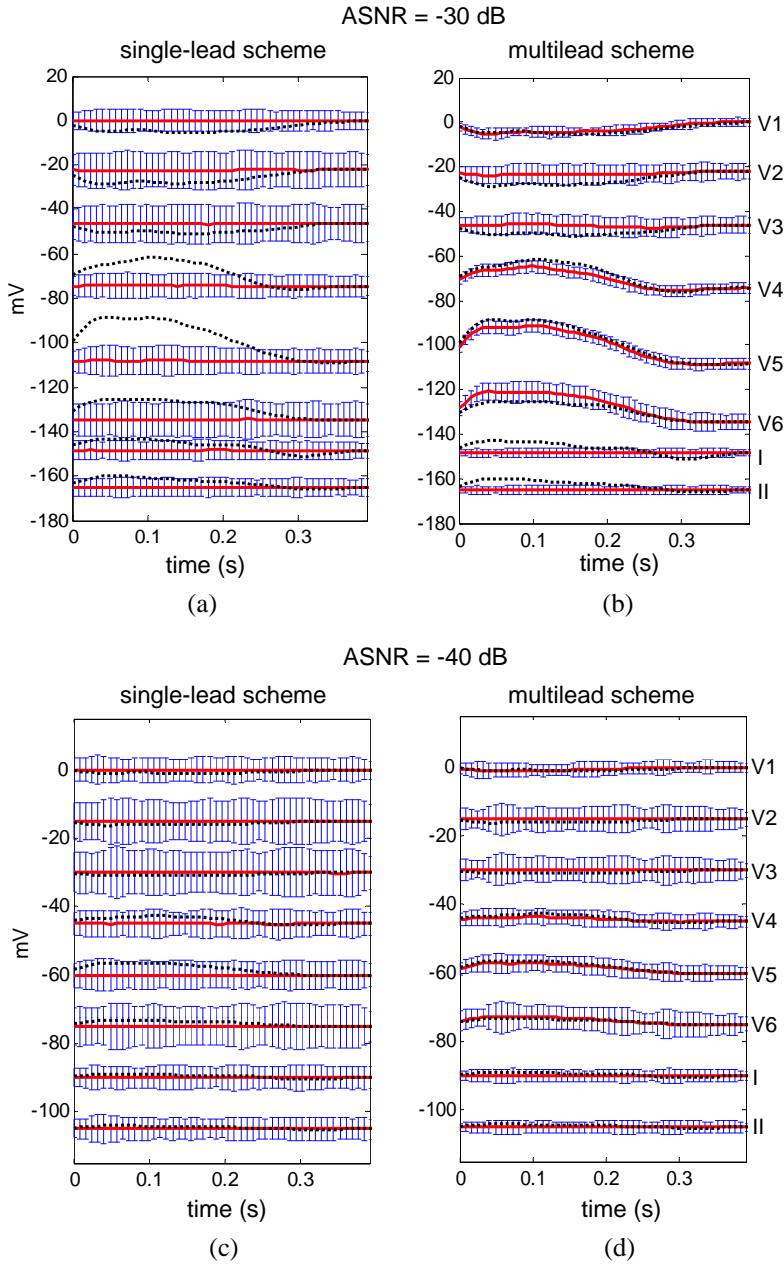 ASNR = -30 dB
single-lead scheme
multilead scheme
20
0
-20
-40
-60
-80
-100
-120
-140
-160
-180
mV
0
0.1
0.2
0.3
time (s)
(a)
20
0
-20
-40
-60
-80
-100
-120
-140
-160
-180
V1
V2
V3
V4
V5
V6
I
II
0
0.1
0.2
0.3
time (s)
(b)
ASNR = -40 dB
single-lead scheme
multilead scheme
0
-20
-40
-60
-80
-100
mV
0
0.1
0.2
0.3
time (s)
(c)
0
-20
-40
-60
-80
-100
V1
V2
V3
V4
V5
V6
I
II
0
0.1
0.2
0.3
time (s)
(d)